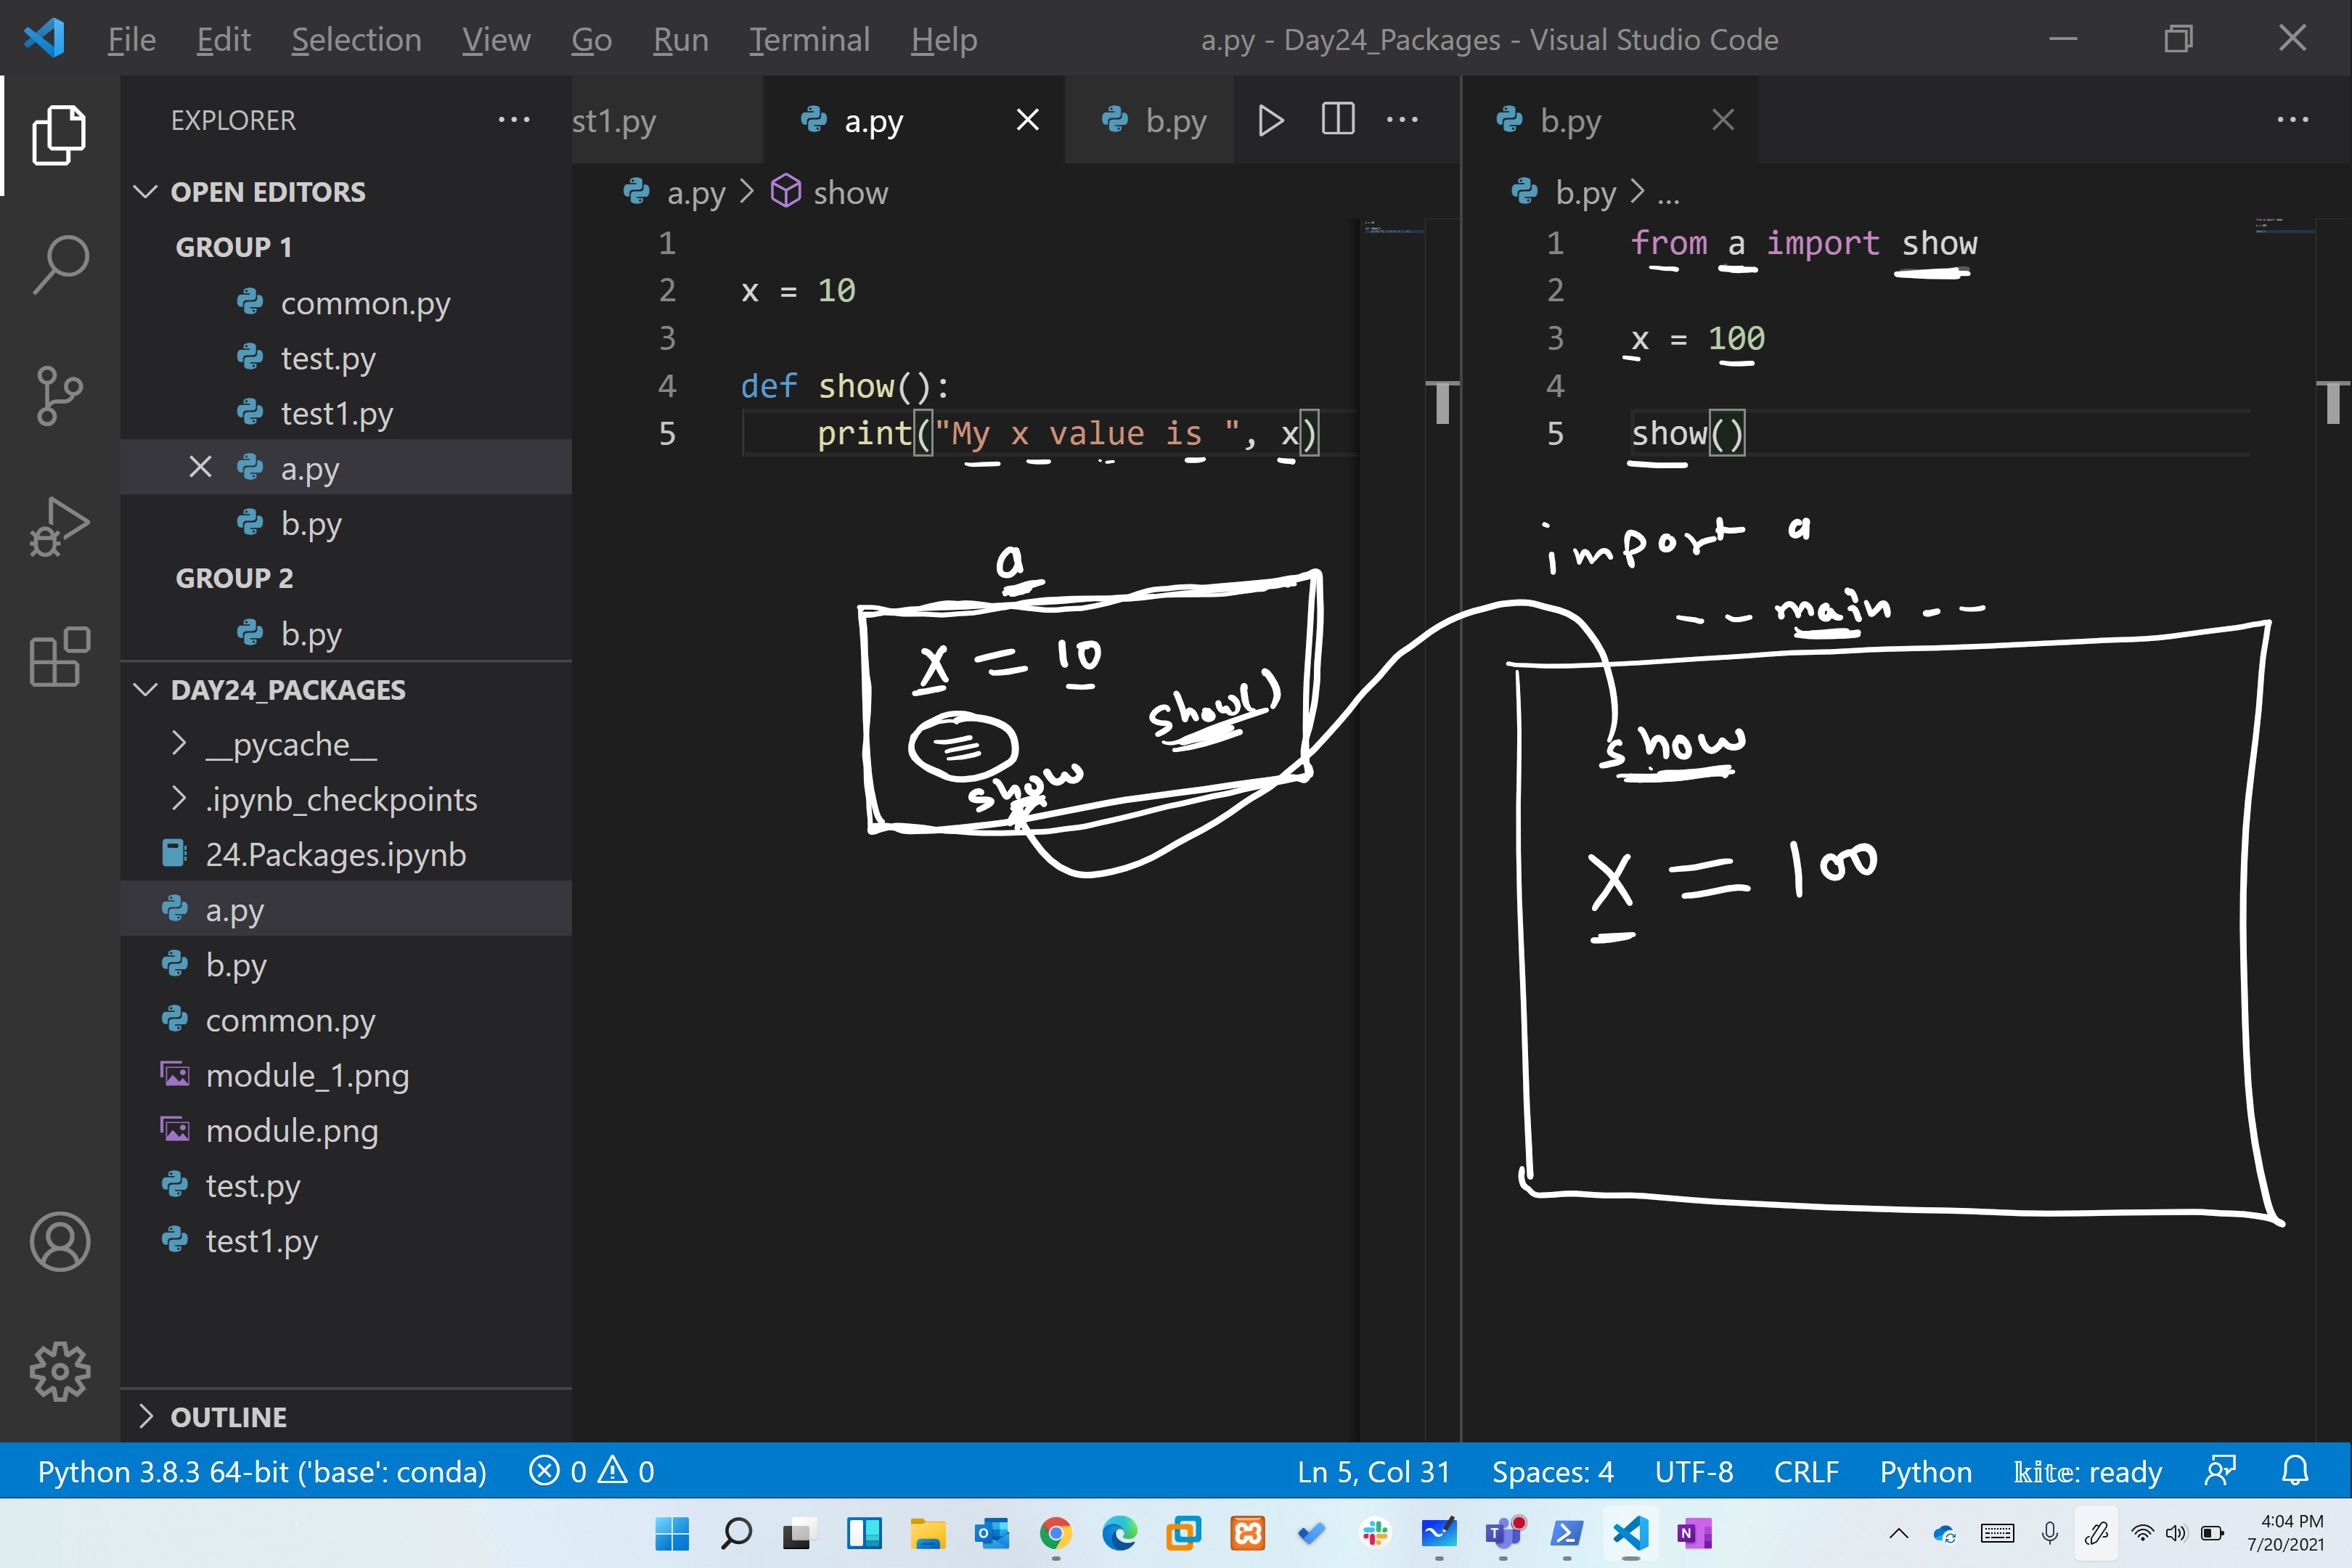 File Edit Selection View Go Run Terminal Help a.py - Day24_Packages - Visual Studio Code
EXPLORER
OPEN EDITORS
GROUP 1
common.py
test.py
test1.py
a.py
b.py
GROUP 2
b.py
DAY24_PACKAGES
__pycache__
.ipynb_checkpoints
24.Packages.ipynb
a.py
b.py
common.py
module_1.png
module.png
test.py
test1.py
OUTLINE
st1.py a.py b.py
a.py > show
1
2 x = 10
3
4 def show():
5 print("My x value is ", x)
a
x = 10
show()
show
b.py
b.py > ...
1 from a import show
2
3 x = 100
4
5 show()
import a
-- main --
show
x = 100
Python 3.8.3 64-bit ('base': conda) 0 0 Ln 5, Col 31 Spaces: 4 UTF-8 CRLF Python kite: ready
4:04 PM
7/20/2021